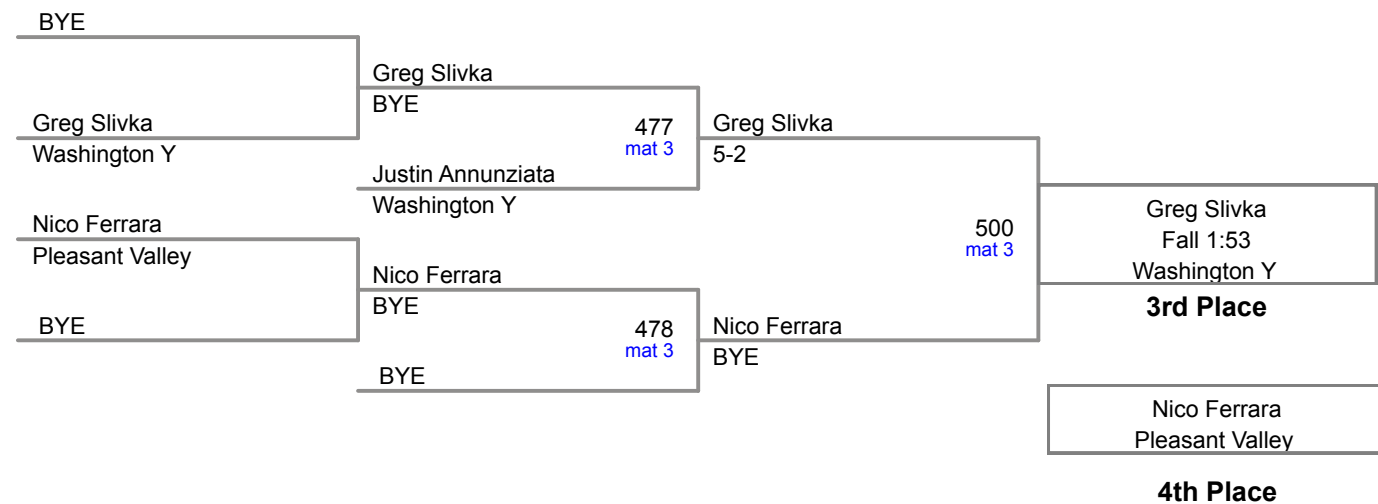 BYE
Greg Slivka
Washington Y
Nico Ferrara
Pleasant Valley
BYE
Greg Slivka
BYE
477
mat 3
Justin Annunziata
Washington Y
Nico Ferrara
BYE
478
mat 3
BYE
Greg Slivka
5-2
500
mat 3
Nico Ferrara
BYE
Greg Slivka
Fall 1:53
Washington Y
3rd Place
Nico Ferrara
Pleasant Valley
4th Place